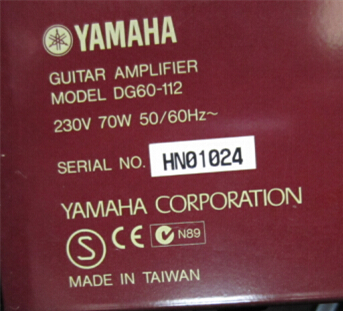 YAMAHA
GUITAR AMPLIFIER
MODEL DG60-112
230V 70W 50/60Hz~
SERIAL NO. HN01024
YAMAHA CORPORATION
S CE N89
MADE IN TAIWAN